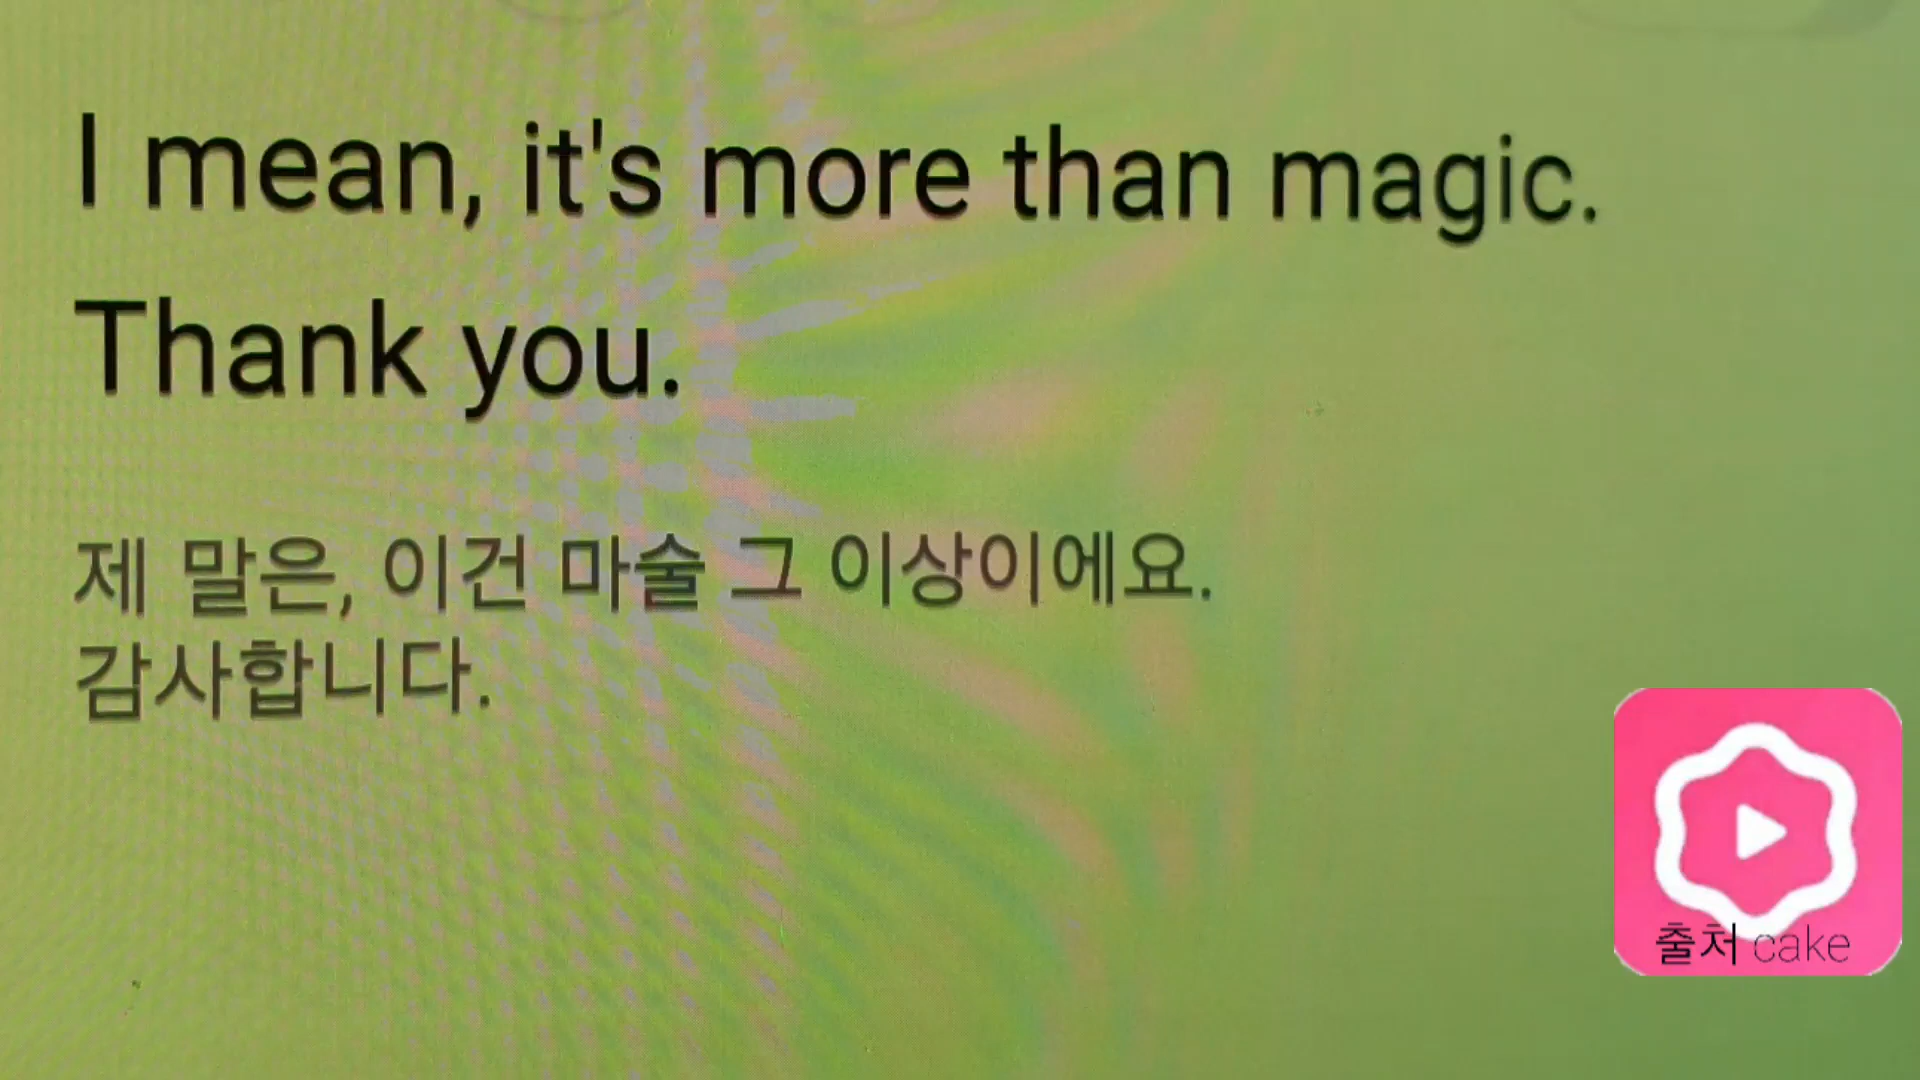 I mean, it's more than magic.
Thank you.
제 말은, 이건 마술 그 이상이에요.
감사합니다.
출처 cake